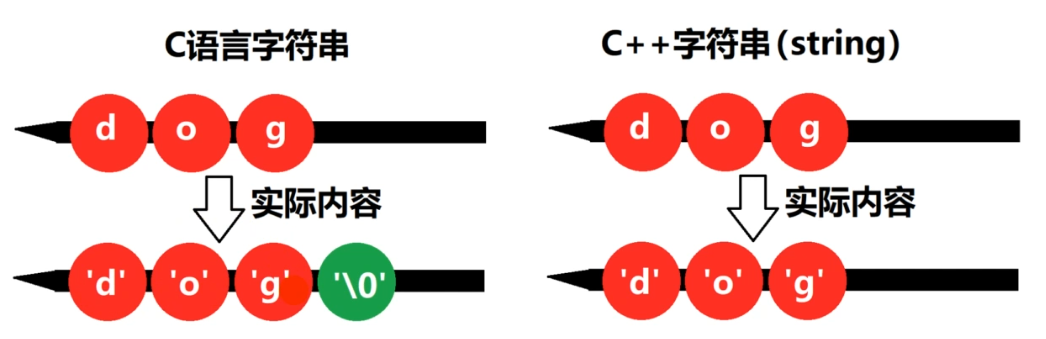 C语言字符串
d o g
实际内容
'd' 'o' 'g' '\0'
C++字符串(string)
d o g
实际内容
'd' 'o' 'g'